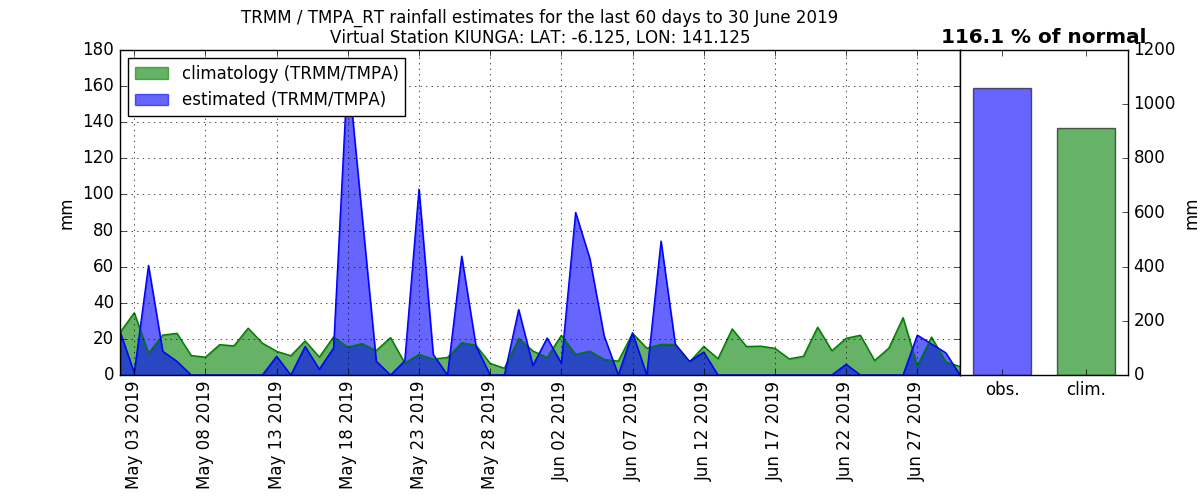 TRMM / TMPA_RT rainfall estimates for the last 60 days to 30 June 2019
Virtual Station KIUNGA: LAT: -6.125, LON: 141.125
116.1 % of normal
climatology (TRMM/TMPA)
estimated (TRMM/TMPA)
180
160
140
120
100
80
60
40
20
0
mm
May 03 2019
May 08 2019
May 13 2019
May 18 2019
May 23 2019
May 28 2019
Jun 02 2019
Jun 07 2019
Jun 12 2019
Jun 17 2019
Jun 22 2019
Jun 27 2019
obs.
clim.
1200
1000
800
600
400
200
0
mm